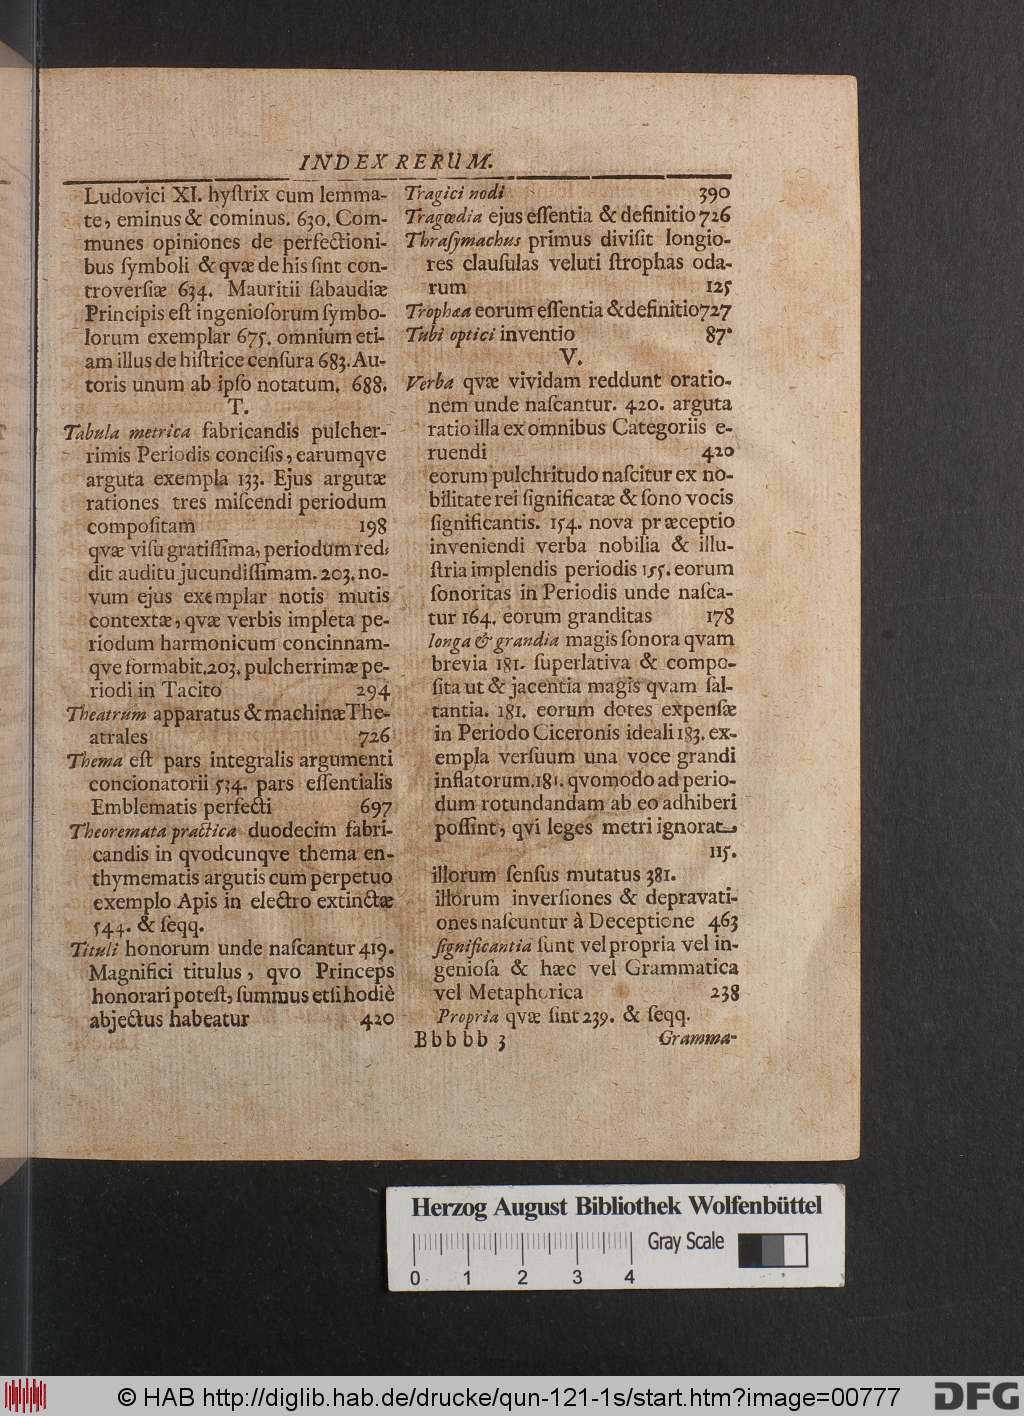 INDEX RERUM.
Ludovici XI. hyſtrix cum lemma-
te, eminus & cominus. 630. Com-
munes opiniones de perfectioni-
bus ſymboli & qvæ de his ſint con-
troverſiæ 634. Mauritii ſabaudiæ
Principis eſt ingenioſorum ſymbo-
lorum exemplar 675. omnium eti-
am illus de hiſtrice cenſura 683. Au-
toris unum ab ipſo notatum. 688.
T.
Tabula metrica fabricandis pulcher-
rimis Periodis conciſis, earumqve
arguta exempla 133. Ejus argutæ
rationes tres miſcendi periodum
compoſitam 198
qvæ viſu gratiſſima, periodum red-
dit auditu jucundiſſimam. 203. no-
vum ejus exemplar notis mutis
contextæ, qvæ verbis impleta pe-
riodum harmonicum concinnam-
qve formabit. 203. pulcherrimæ pe-
riodi in Tacito 294
Theatrum apparatus & machinæ The-
atrales 726
Thema eſt pars integralis argumenti
concionatorii 534. pars eſſentialis
Emblematis perfecti 697
Theoremata practica duodecim fabri-
candis in qvodcunqve thema en-
thymematis argutis cum perpetuo
exemplo Apis in electro extinctæ
544. & ſeqq.
Tituli honorum unde naſcantur 419.
Magnifici titulus, qvo Princeps
honorari poteſt, ſummus etſi hodiè
abjectus habeatur 420
Tragici nodi 390
Tragœdia ejus eſſentia & definitio 726
Thraſymachus primus diviſit longio-
res clauſulas veluti ſtrophas oda-
rum 125
Trophæa eorum eſſentia & definitio 727
Tubi optici inventio 87
V.
Verba qvæ vividam reddunt oratio-
nem unde naſcantur. 420. arguta
ratio illa ex omnibus Categoriis e-
ruendi 420
eorum pulchritudo naſcitur ex no-
bilitate rei ſignificatæ & ſono vocis
ſignificantis. 154. nova præceptio
inveniendi verba nobilia & illu-
ſtria implendis periodis 155. eorum
ſonoritas in Periodis unde naſca-
tur 164. eorum granditas 178
longa & grandia magis ſonora qvam
brevia 181. ſuperlativa & compo-
ſita ut & jacentia magis qvam ſal-
tantia. 181. eorum dotes expenſæ
in Periodo Ciceronis ideali 183. ex-
empla verſuum una voce grandi
inflatorum. 181. qvomodo ad perio-
dum rotundandam ab eo adhiberi
poſſint, qvi leges metri ignorat
115.
illorum ſenſus mutatus 381.
illorum inverſiones & depravati-
ones naſcuntur à Deceptione 463
ſignificantia ſunt vel propria vel in-
genioſa & hæc vel Grammatica
vel Metaphorica 238
Propria qvæ ſint 239. & ſeqq.
Bbbbb 3 Gramma-
Herzog August Bibliothek Wolfenbüttel
Gray Scale
0 1 2 3 4
© HAB http://diglib.hab.de/drucke/qun-121-1s/start.htm?image=00777
DFG